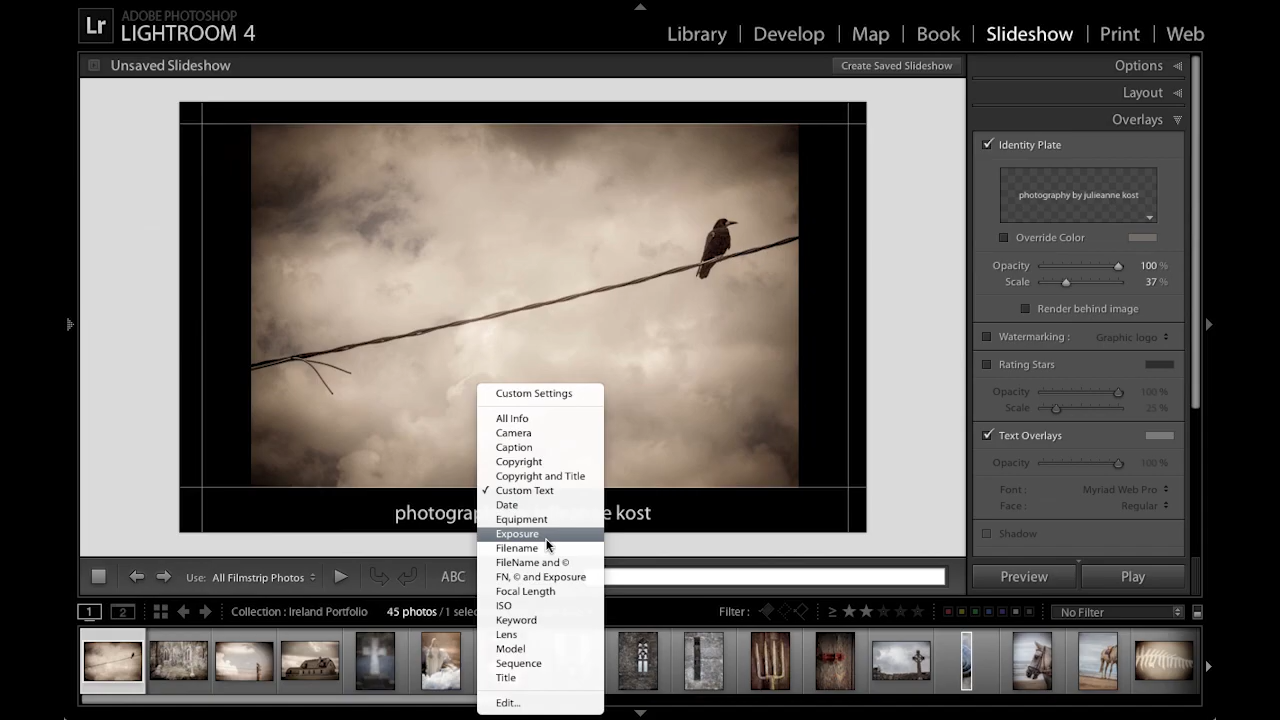 Lr ADOBE PHOTOSHOP
LIGHTROOM 4
Library | Develop | Map | Book | Slideshow | Print | Web
Unsaved Slideshow
Create Saved Slideshow
Options
Layout
Overlays
Identity Plate
photography by julieanne kost
Override Color
Opacity 100 %
Scale 37 %
Render behind image
Watermarking : Graphic logo
Rating Stars
Opacity 100 %
Scale 25 %
Text Overlays
Opacity 100 %
Font : Myriad Web Pro
Face : Regular
Shadow
Preview
Play
Custom Settings
All Info
Camera
Caption
Copyright
Copyright and Title
✓ Custom Text
Date
Equipment
Exposure
Filename
FileName and ©
FN, © and Exposure
Focal Length
ISO
Keyword
Lens
Model
Sequence
Title
Edit...
kost
Use: All Filmstrip Photos
ABC
1 2
Collection : Ireland Portfolio
45 photos / 1
Filter :
≥ ★★★★★
No Filter